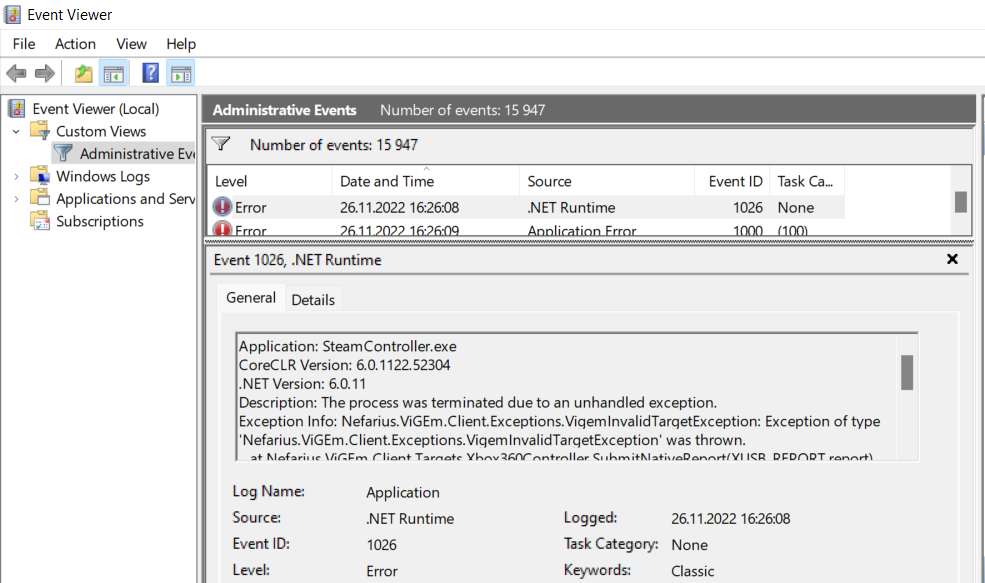 Event Viewer
File Action View Help
Event Viewer (Local)
Custom Views
Administrative Eve
Windows Logs
Applications and Serv
Subscriptions
Administrative Events Number of events: 15 947
Number of events: 15 947
Level Date and Time Source Event ID Task Ca...
Error 26.11.2022 16:26:08 .NET Runtime 1026 None
Error 26.11.2022 16:26:09 Application Error 1000 (100)
Event 1026, .NET Runtime
General Details
Application: SteamController.exe
CoreCLR Version: 6.0.1122.52304
.NET Version: 6.0.11
Description: The process was terminated due to an unhandled exception.
Exception Info: Nefarius.ViGEm.Client.Exceptions.VigemInvalidTargetException: Exception of type
'Nefarius.ViGEm.Client.Exceptions.VigemInvalidTargetException' was thrown.
at Nefarius.ViGEm.Client.Targets.Xbox360Controller.SubmitNativeReport(XUSB_REPORT report)
Log Name: Application
Source: .NET Runtime Logged: 26.11.2022 16:26:08
Event ID: 1026 Task Category: None
Level: Error Keywords: Classic